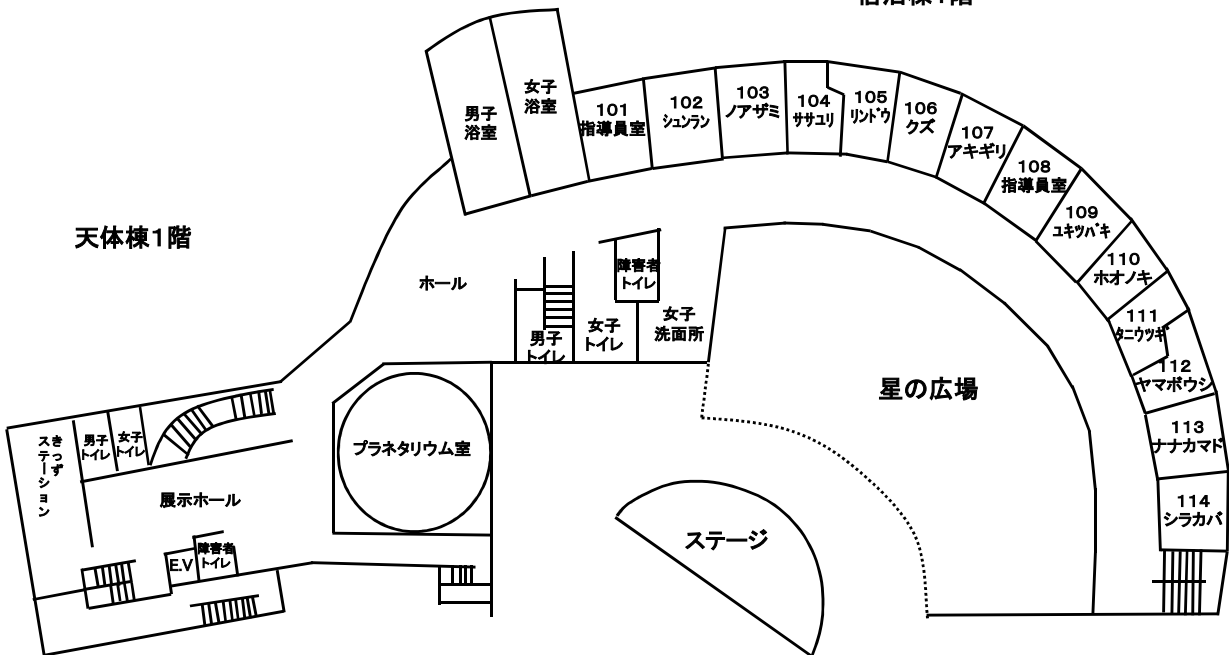 宿泊棟1階
天体棟1階
男子
浴室
女子
浴室
101
指導員室
102
シュンラン
103
ノアザミ
104
ササユリ
105
リンドウ
106
クズ
107
アキギリ
108
指導員室
109
ユキツバキ
110
ホオノキ
111
タニウツギ
112
ヤマボウシ
113
ナナカマド
114
シラカバ
ホール
男子
トイレ
女子
トイレ
障害者
トイレ
女子
洗面所
星の広場
ステージ
プラネタリウム室
きっず
ステーション
男子
トイレ
女子
トイレ
展示ホール
E.V
障害者
トイレ